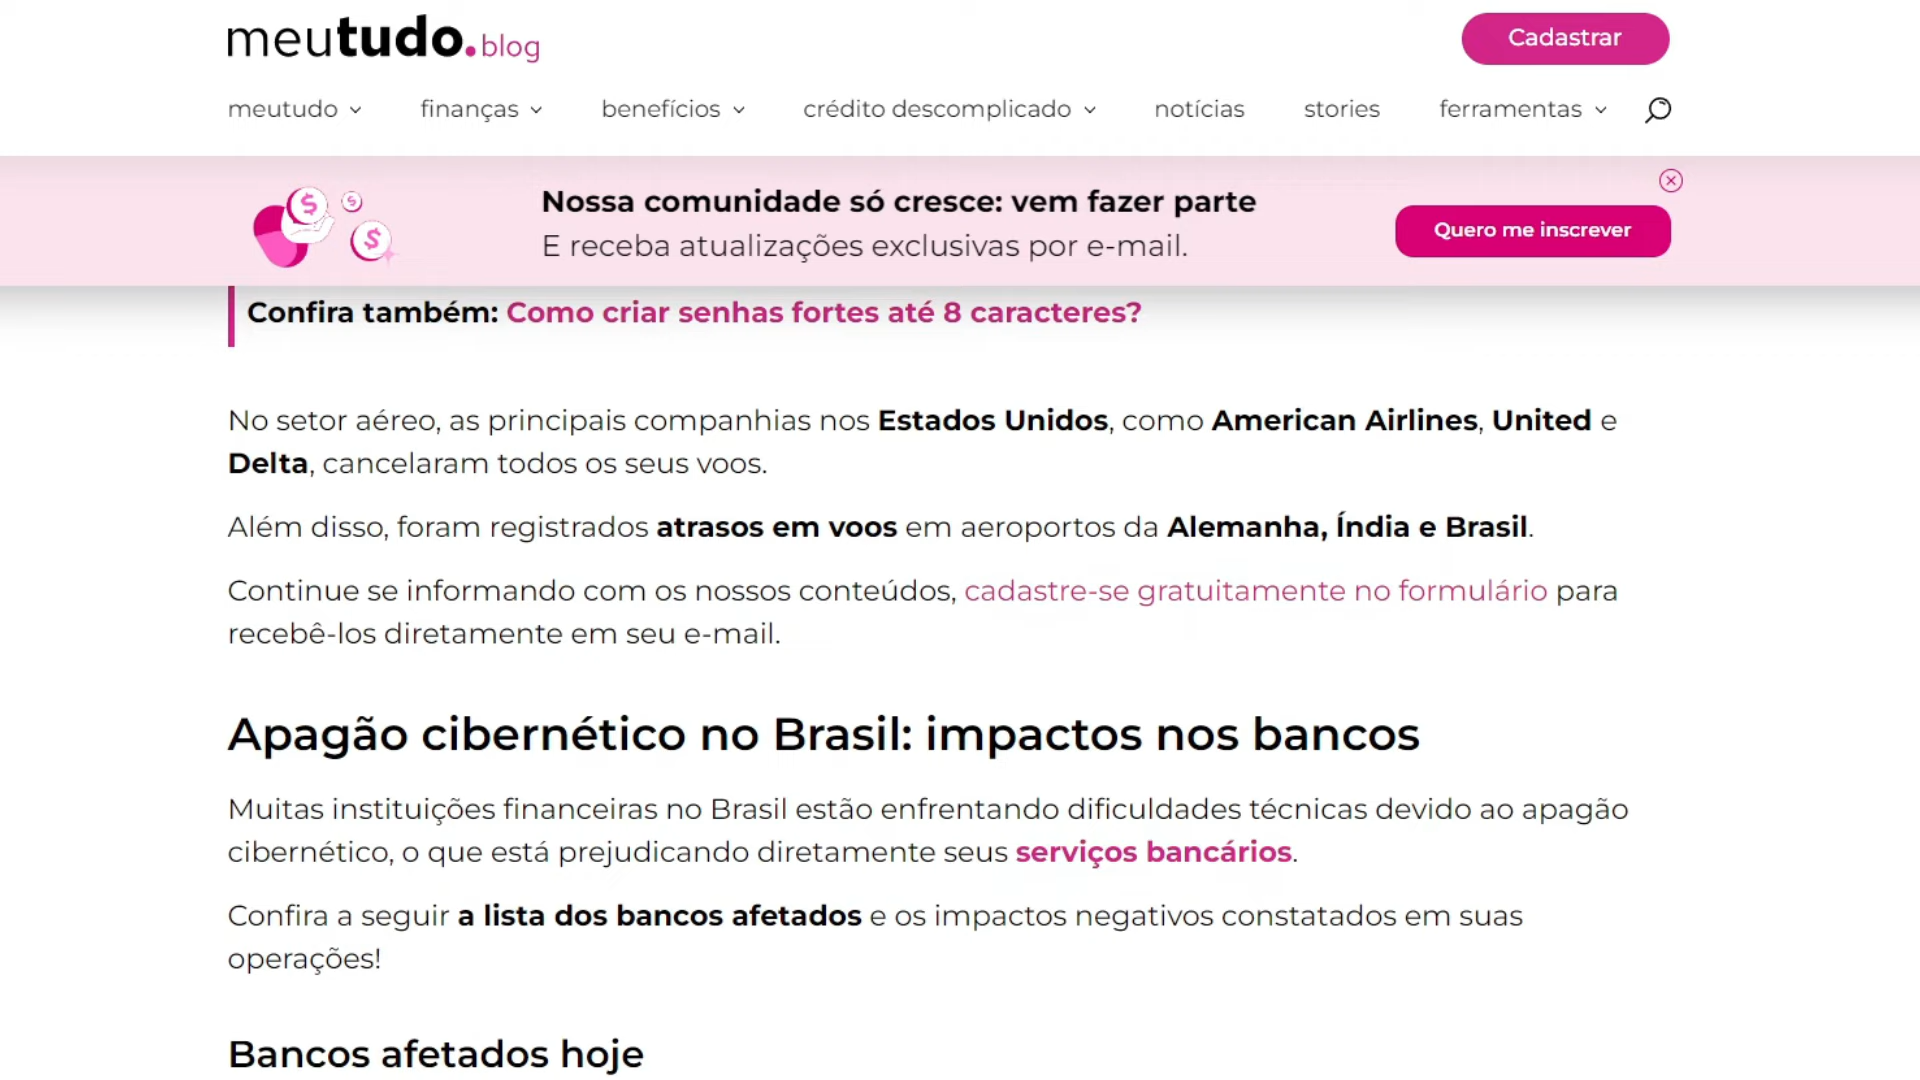 meutudo.blog
Cadastrar
meutudo
finanças
benefícios
crédito descomplicado
notícias
stories
ferramentas
Nossa comunidade só cresce: vem fazer parte
E receba atualizações exclusivas por e-mail.
Quero me inscrever
Confira também: Como criar senhas fortes até 8 caracteres?
No setor aéreo, as principais companhias nos Estados Unidos, como American Airlines, United e
Delta, cancelaram todos os seus voos.
Além disso, foram registrados atrasos em voos em aeroportos da Alemanha, Índia e Brasil.
Continue se informando com os nossos conteúdos, cadastre-se gratuitamente no formulário para
recebê-los diretamente em seu e-mail.
Apagão cibernético no Brasil: impactos nos bancos
Muitas instituições financeiras no Brasil estão enfrentando dificuldades técnicas devido ao apagão
cibernético, o que está prejudicando diretamente seus serviços bancários.
Confira a seguir a lista dos bancos afetados e os impactos negativos constatados em suas
operações!
Bancos afetados hoje